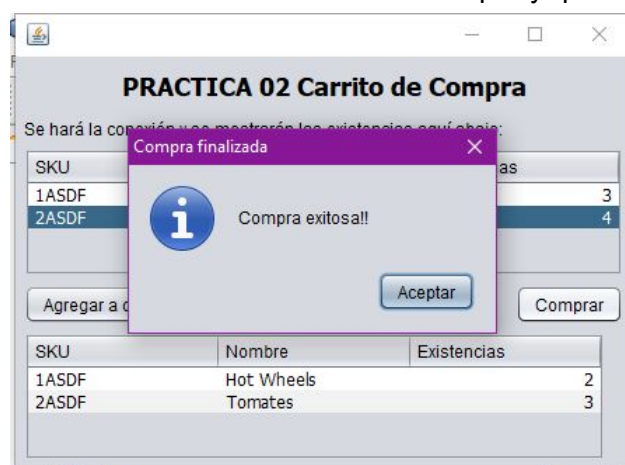 PRACTICA 02 Carrito de Compra
Se hará la
Compra finalizada
SKU as
1ASDF 3
2ASDF 4
Compra exitosa!!
Aceptar
Agregar a Comprar
SKU Nombre Existencias
1ASDF Hot Wheels 2
2ASDF Tomates 3